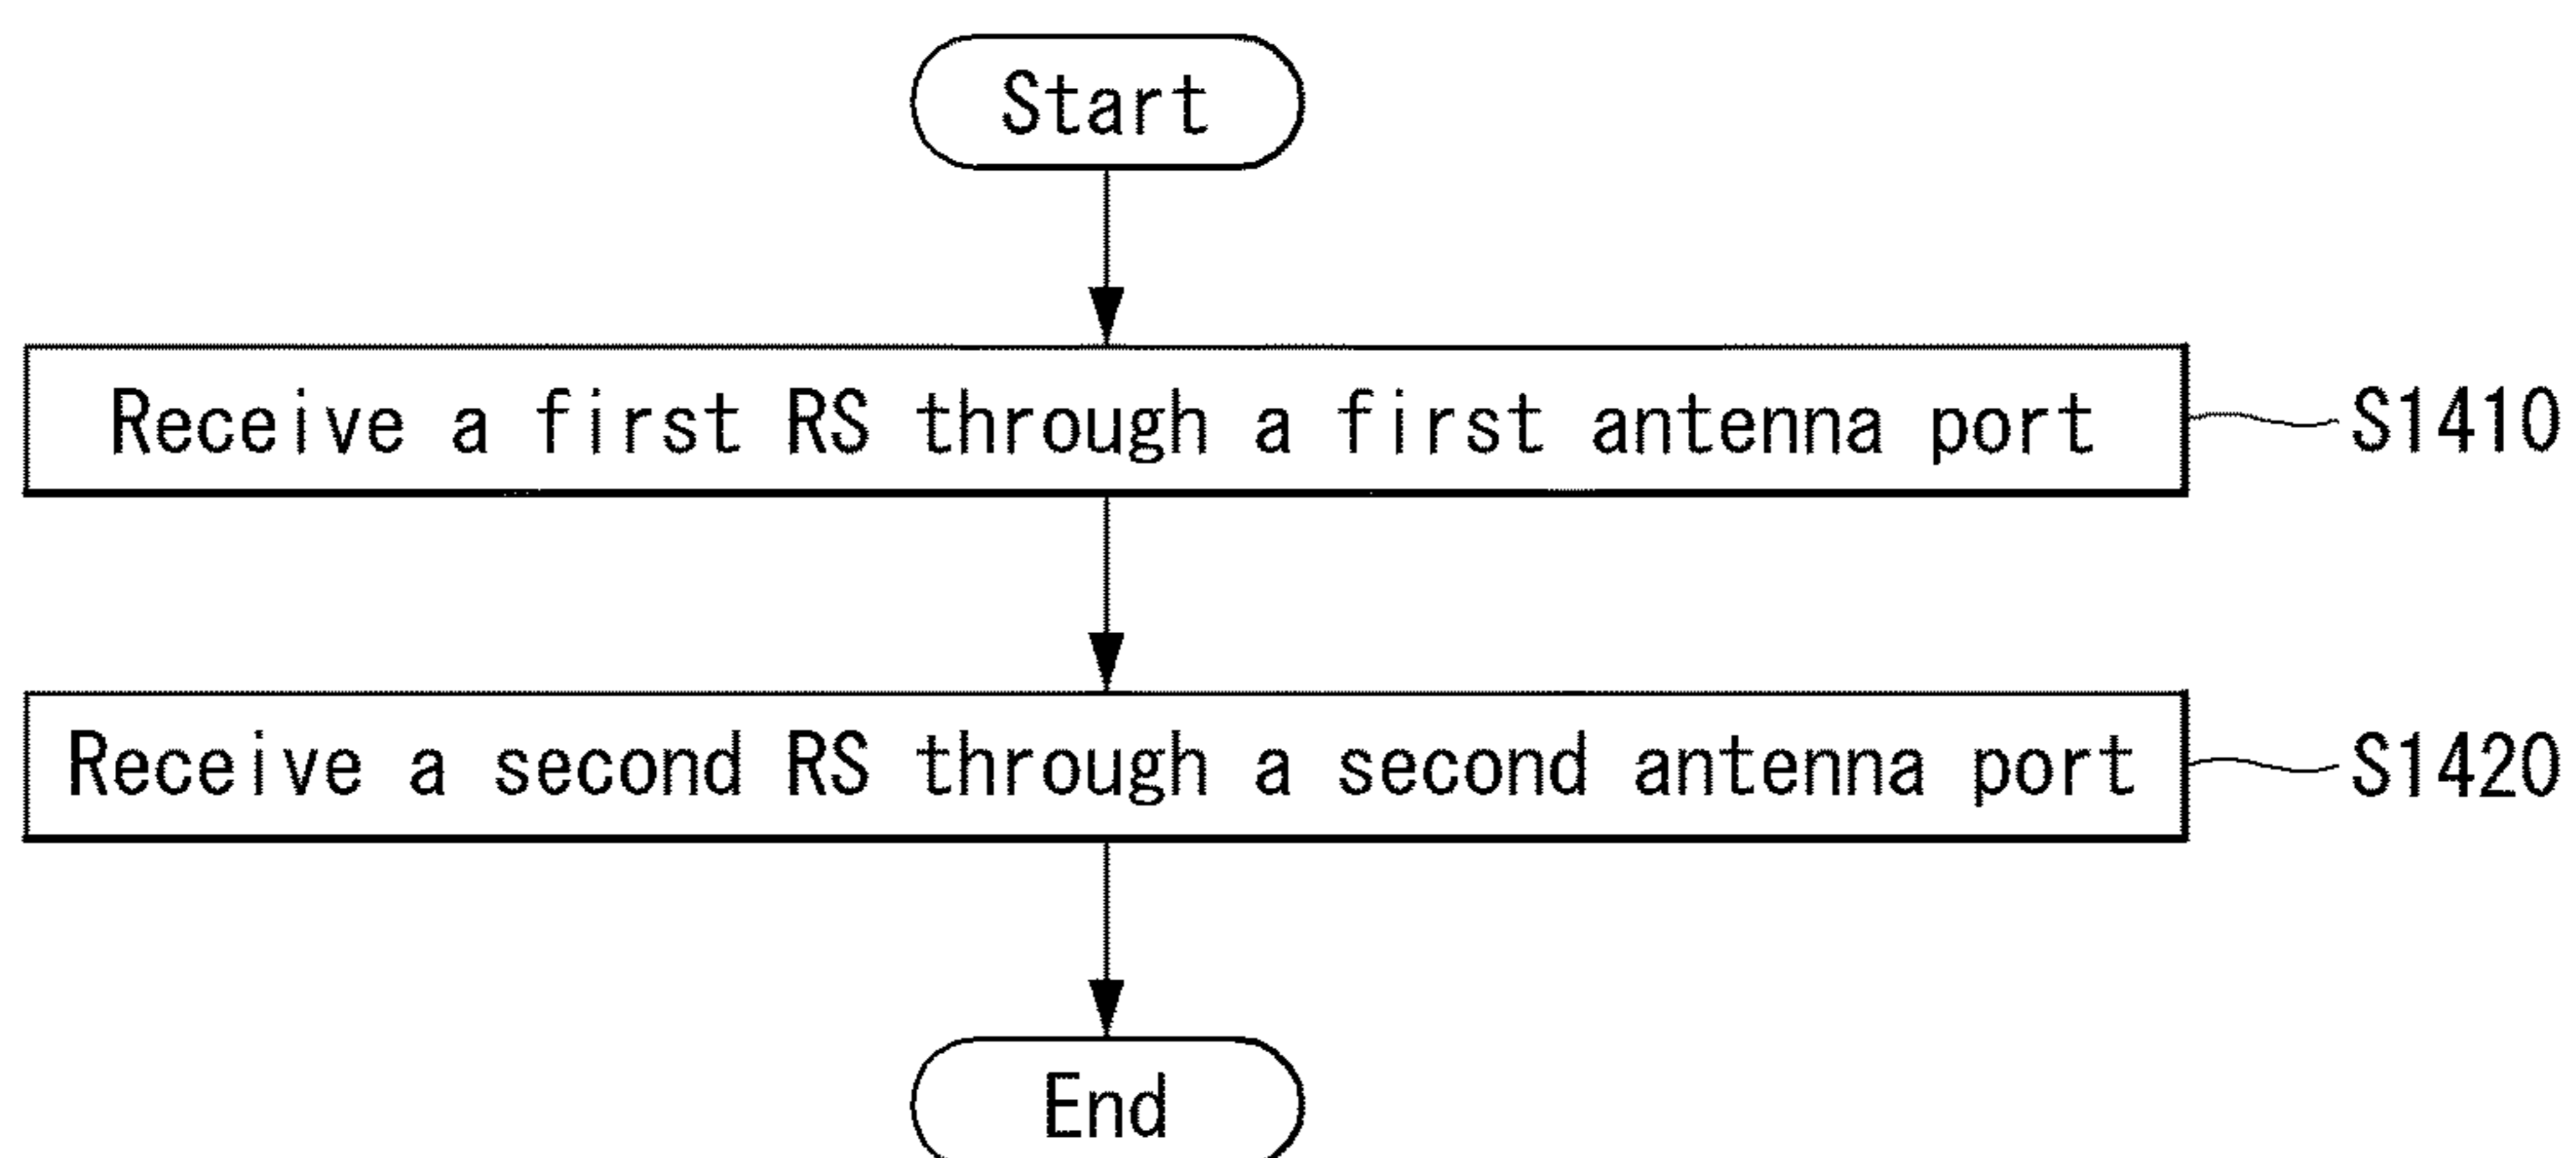 Start
Receive a first RS through a first antenna port S1410
Receive a second RS through a second antenna port S1420
End